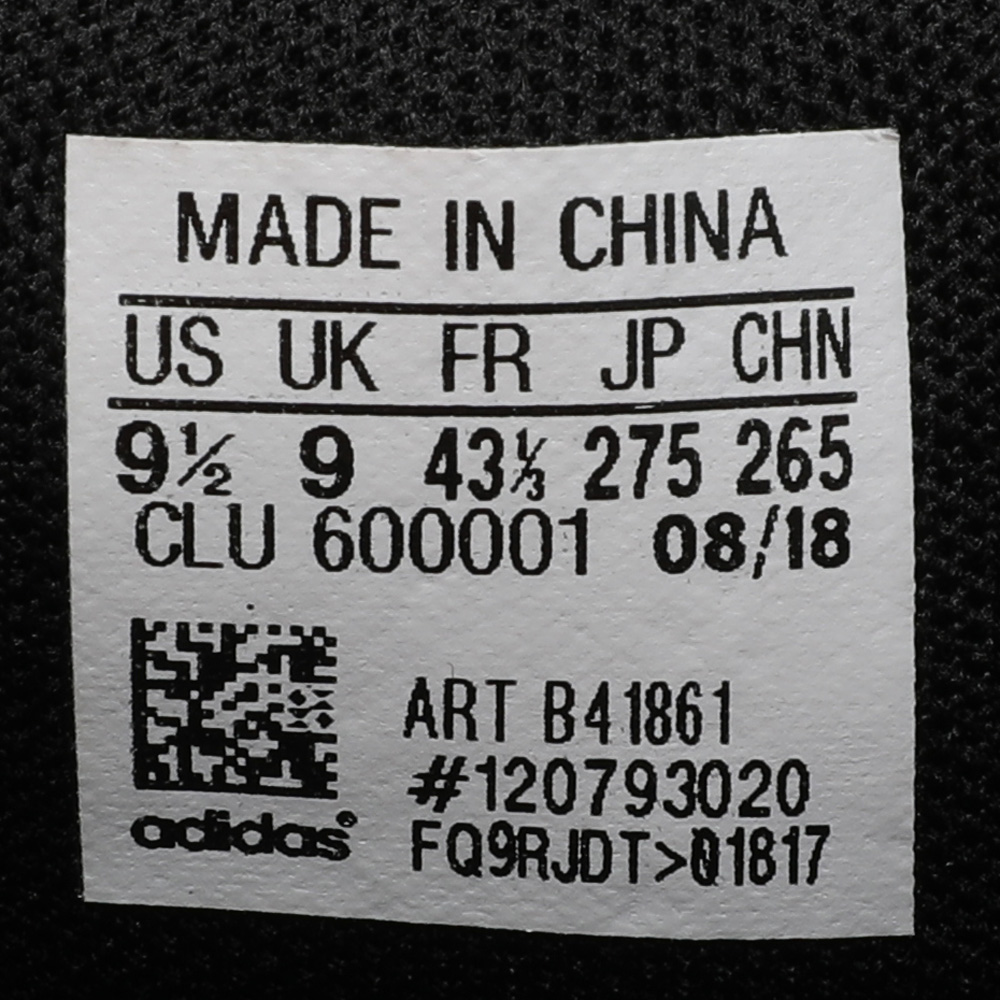 MADE IN CHINA
US UK FR JP CHN
9½ 9 43⅓ 275 265
CLU 600001 08/18
ART B41861
#120793020
adidas®
FQ9RJDT>01817